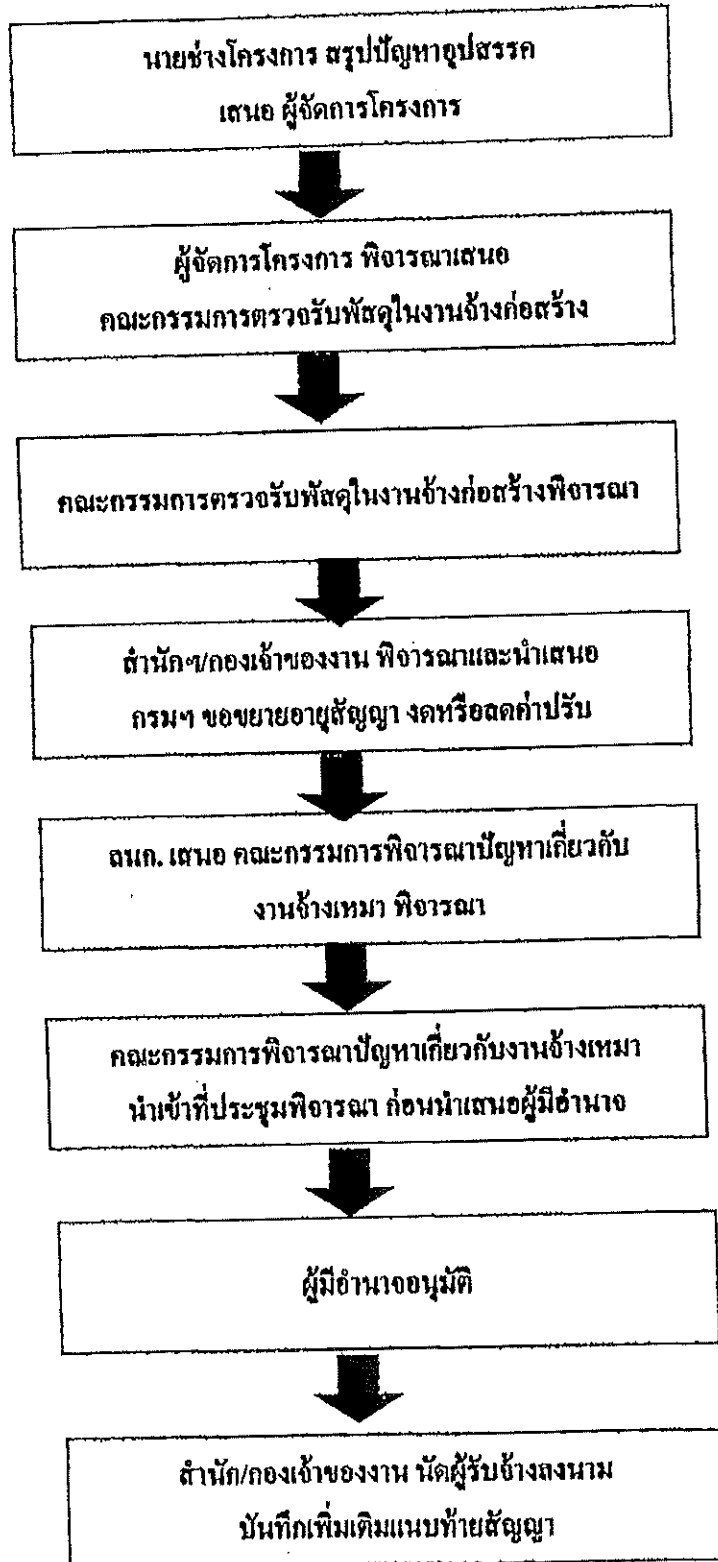 นายช่างโครงการ สรุปปัญหาอุปสรรค
เสนอ ผู้จัดการโครงการ
ผู้จัดการโครงการ พิจารณาเสนอ
คณะกรรมการตรวจรับพัสดุในงานจ้างก่อสร้าง
คณะกรรมการตรวจรับพัสดุในงานจ้างก่อสร้างพิจารณา
สำนักฯ/กองเจ้าของงาน พิจารณาและนำเสนอ
กรมฯ ขอขยายอายุสัญญา งดหรือลดค่าปรับ
ลนก. เสนอ คณะกรรมการพิจารณาปัญหาเกี่ยวกับ
งานจ้างเหมา พิจารณา
คณะกรรมการพิจารณาปัญหาเกี่ยวกับงานจ้างเหมา
นำเข้าที่ประชุมพิจารณา ก่อนนำเสนอผู้มีอำนาจ
ผู้มีอำนาจอนุมัติ
สำนัก/กองเจ้าของงาน นัดผู้รับจ้างลงนาม
บันทึกเพิ่มเติมแนบท้ายสัญญา